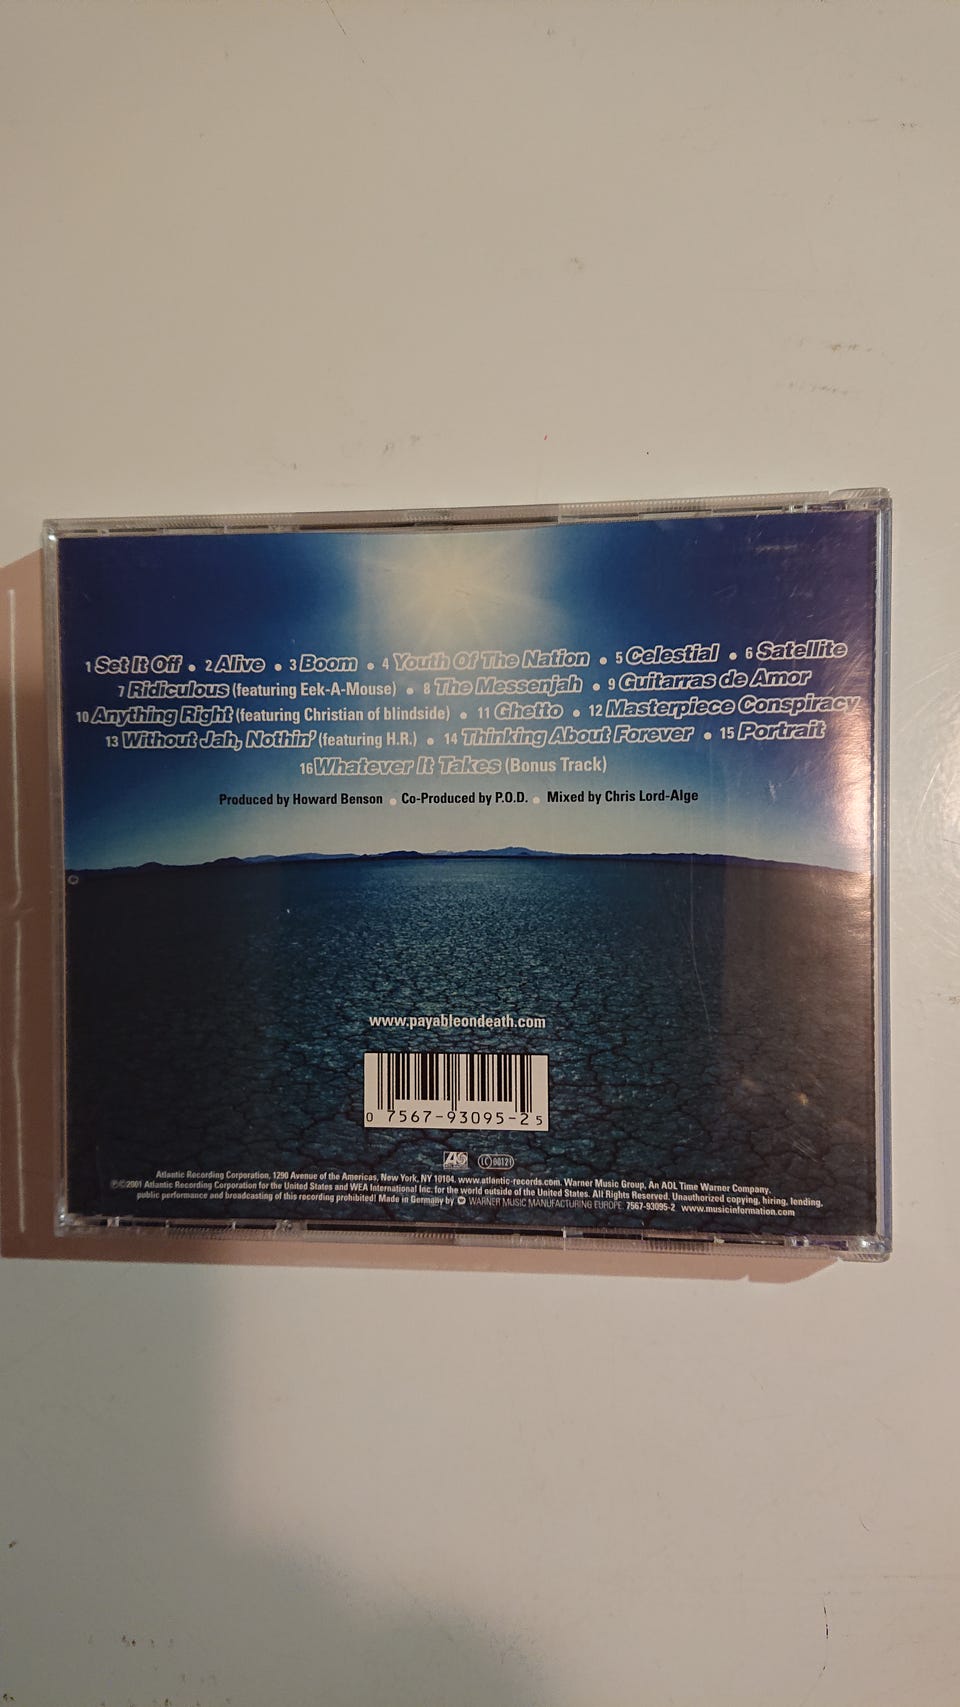 1 Set It Off • 2 Alive • 3 Boom • 4 Youth Of The Nation • 5 Celestial • 6 Satellite
7 Ridiculous (featuring Eek-A-Mouse) • 8 The Messenjah • 9 Guitarras de Amor
10 Anything Right (featuring Christian of blindside) • 11 Ghetto • 12 Masterpiece Conspiracy
13 Without Jah, Nothin' (featuring H.R.) • 14 Thinking About Forever • 15 Portrait
16 Whatever It Takes (Bonus Track)
Produced by Howard Benson • Co-Produced by P.O.D. • Mixed by Chris Lord-Alge
www.payableondeath.com
0 7567-93095-2 5
LC 00121
Atlantic Recording Corporation, 1290 Avenue of the Americas, New York, NY 10104. www.atlantic-records.com. Warner Music Group, An AOL Time Warner Company.
℗©2001 Atlantic Recording Corporation for the United States and WEA International Inc. for the world outside of the United States. All Rights Reserved. Unauthorized copying, hiring, lending,
public performance and broadcasting of this recording prohibited! Made in Germany by WARNER MUSIC MANUFACTURING EUROPE. 7567-93095-2 www.musicinformation.com